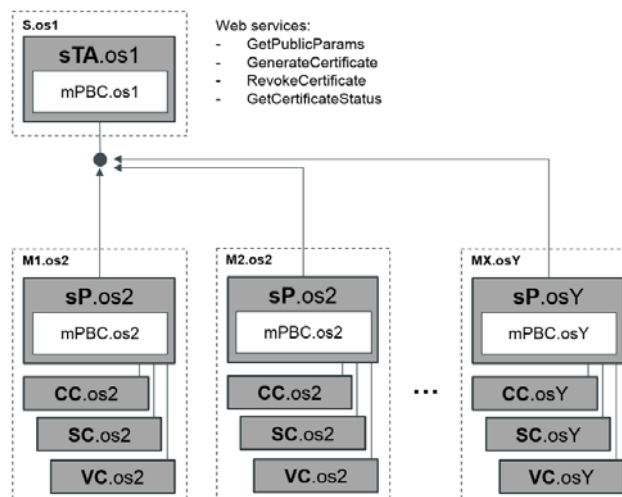 S.os1
sTA.os1
mPBC.os1
Web services:
- GetPublicParams
- GenerateCertificate
- RevokeCertificate
- GetCertificateStatus
M1.os2
sP.os2
mPBC.os2
CC.os2
SC.os2
VC.os2
M2.os2
sP.os2
mPBC.os2
CC.os2
SC.os2
VC.os2
...
MX.osY
sP.osY
mPBC.osY
CC.osY
SC.osY
VC.osY